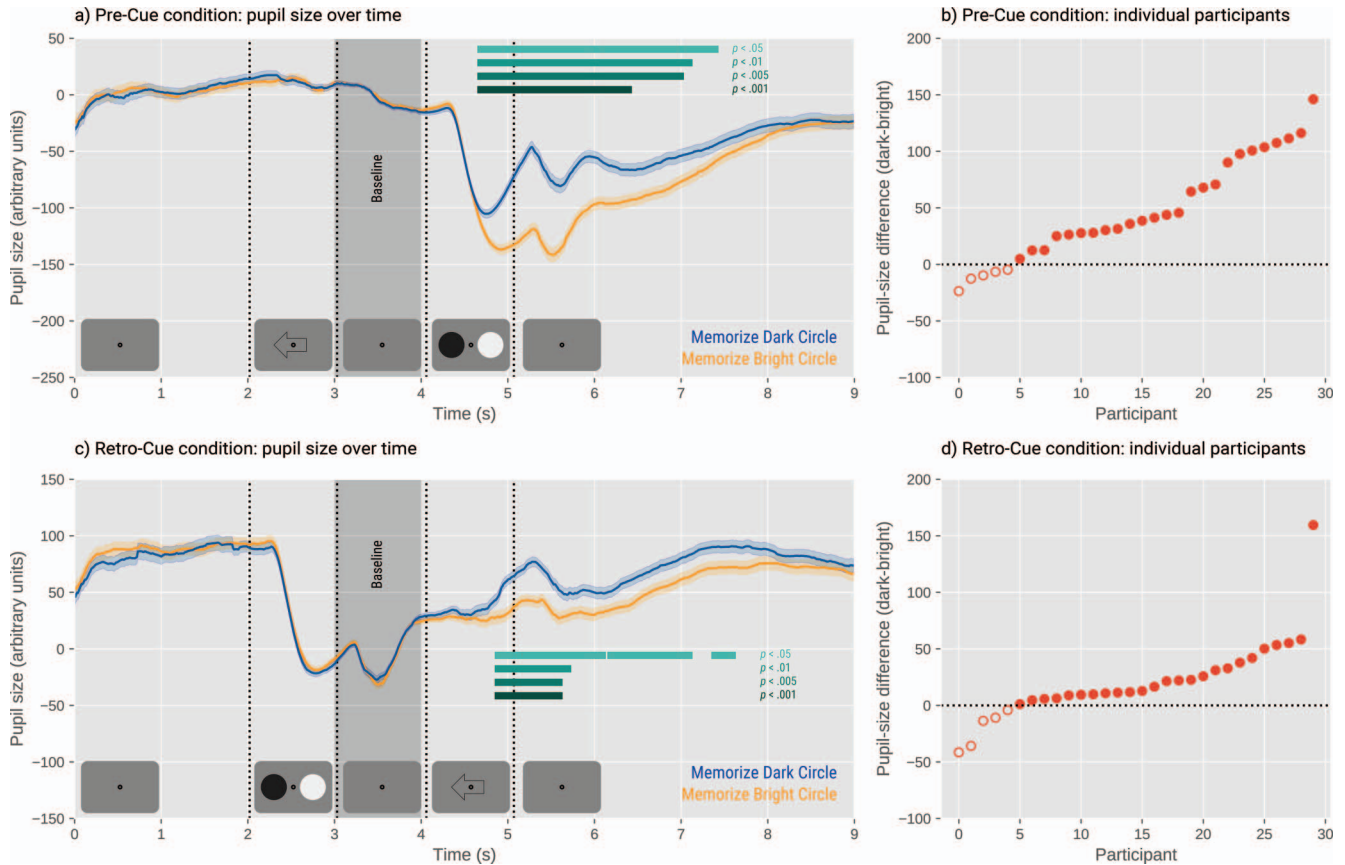 a) Pre-Cue condition: pupil size over time
50
0
−50
−100
−150
−200
−250
Pupil size (arbitrary units)
p < .05
p < .01
p < .005
p < .001
Baseline
Memorize Dark Circle
Memorize Bright Circle
0 1 2 3 4 5 6 7 8 9
Time (s)
b) Pre-Cue condition: individual participants
200
150
100
50
0
−50
−100
Pupil-size difference (dark-bright)
0 5 10 15 20 25 30
Participant
c) Retro-Cue condition: pupil size over time
150
100
50
0
−50
−100
−150
Pupil size (arbitrary units)
Baseline
p < .05
p < .01
p < .005
p < .001
Memorize Dark Circle
Memorize Bright Circle
0 1 2 3 4 5 6 7 8 9
Time (s)
d) Retro-Cue condition: individual participants
200
150
100
50
0
−50
−100
Pupil-size difference (dark-bright)
0 5 10 15 20 25 30
Participant